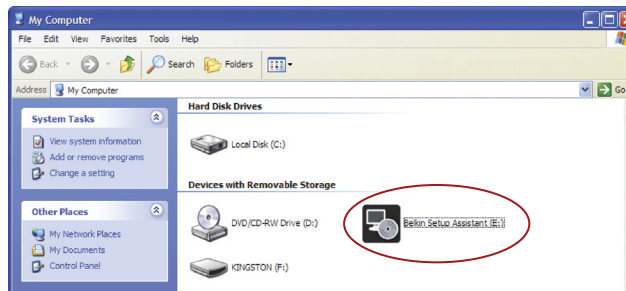 My Computer
File Edit View Favorites Tools Help
Back Search Folders
Address My Computer Go
System Tasks
View system information
Add or remove programs
Change a setting
Other Places
My Network Places
My Documents
Control Panel
Hard Disk Drives
Local Disk (C:)
Devices with Removable Storage
DVD/CD-RW Drive (D:) Belkin Setup Assistant (E:)
KINGSTON (F:)